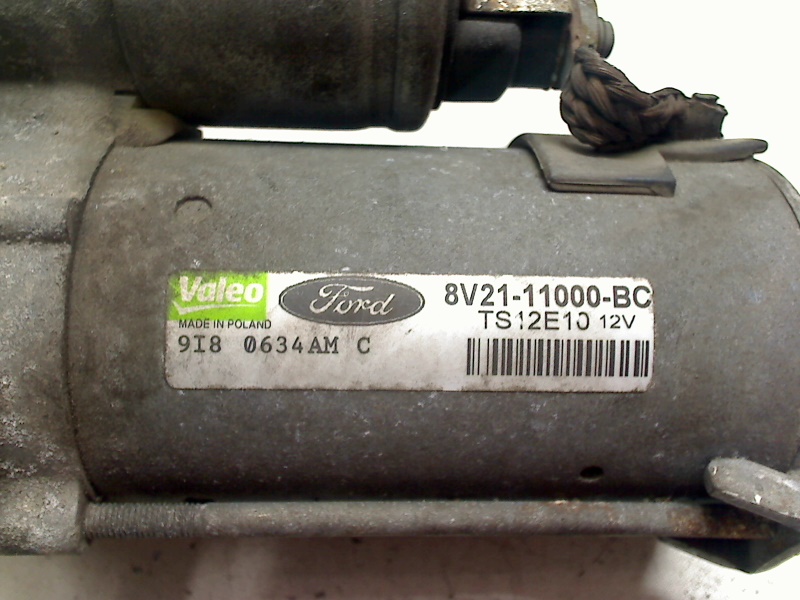 Valeo
Ford
8V21-11000-BC
MADE IN POLAND
TS12E10 12V
9I8 0634AM C